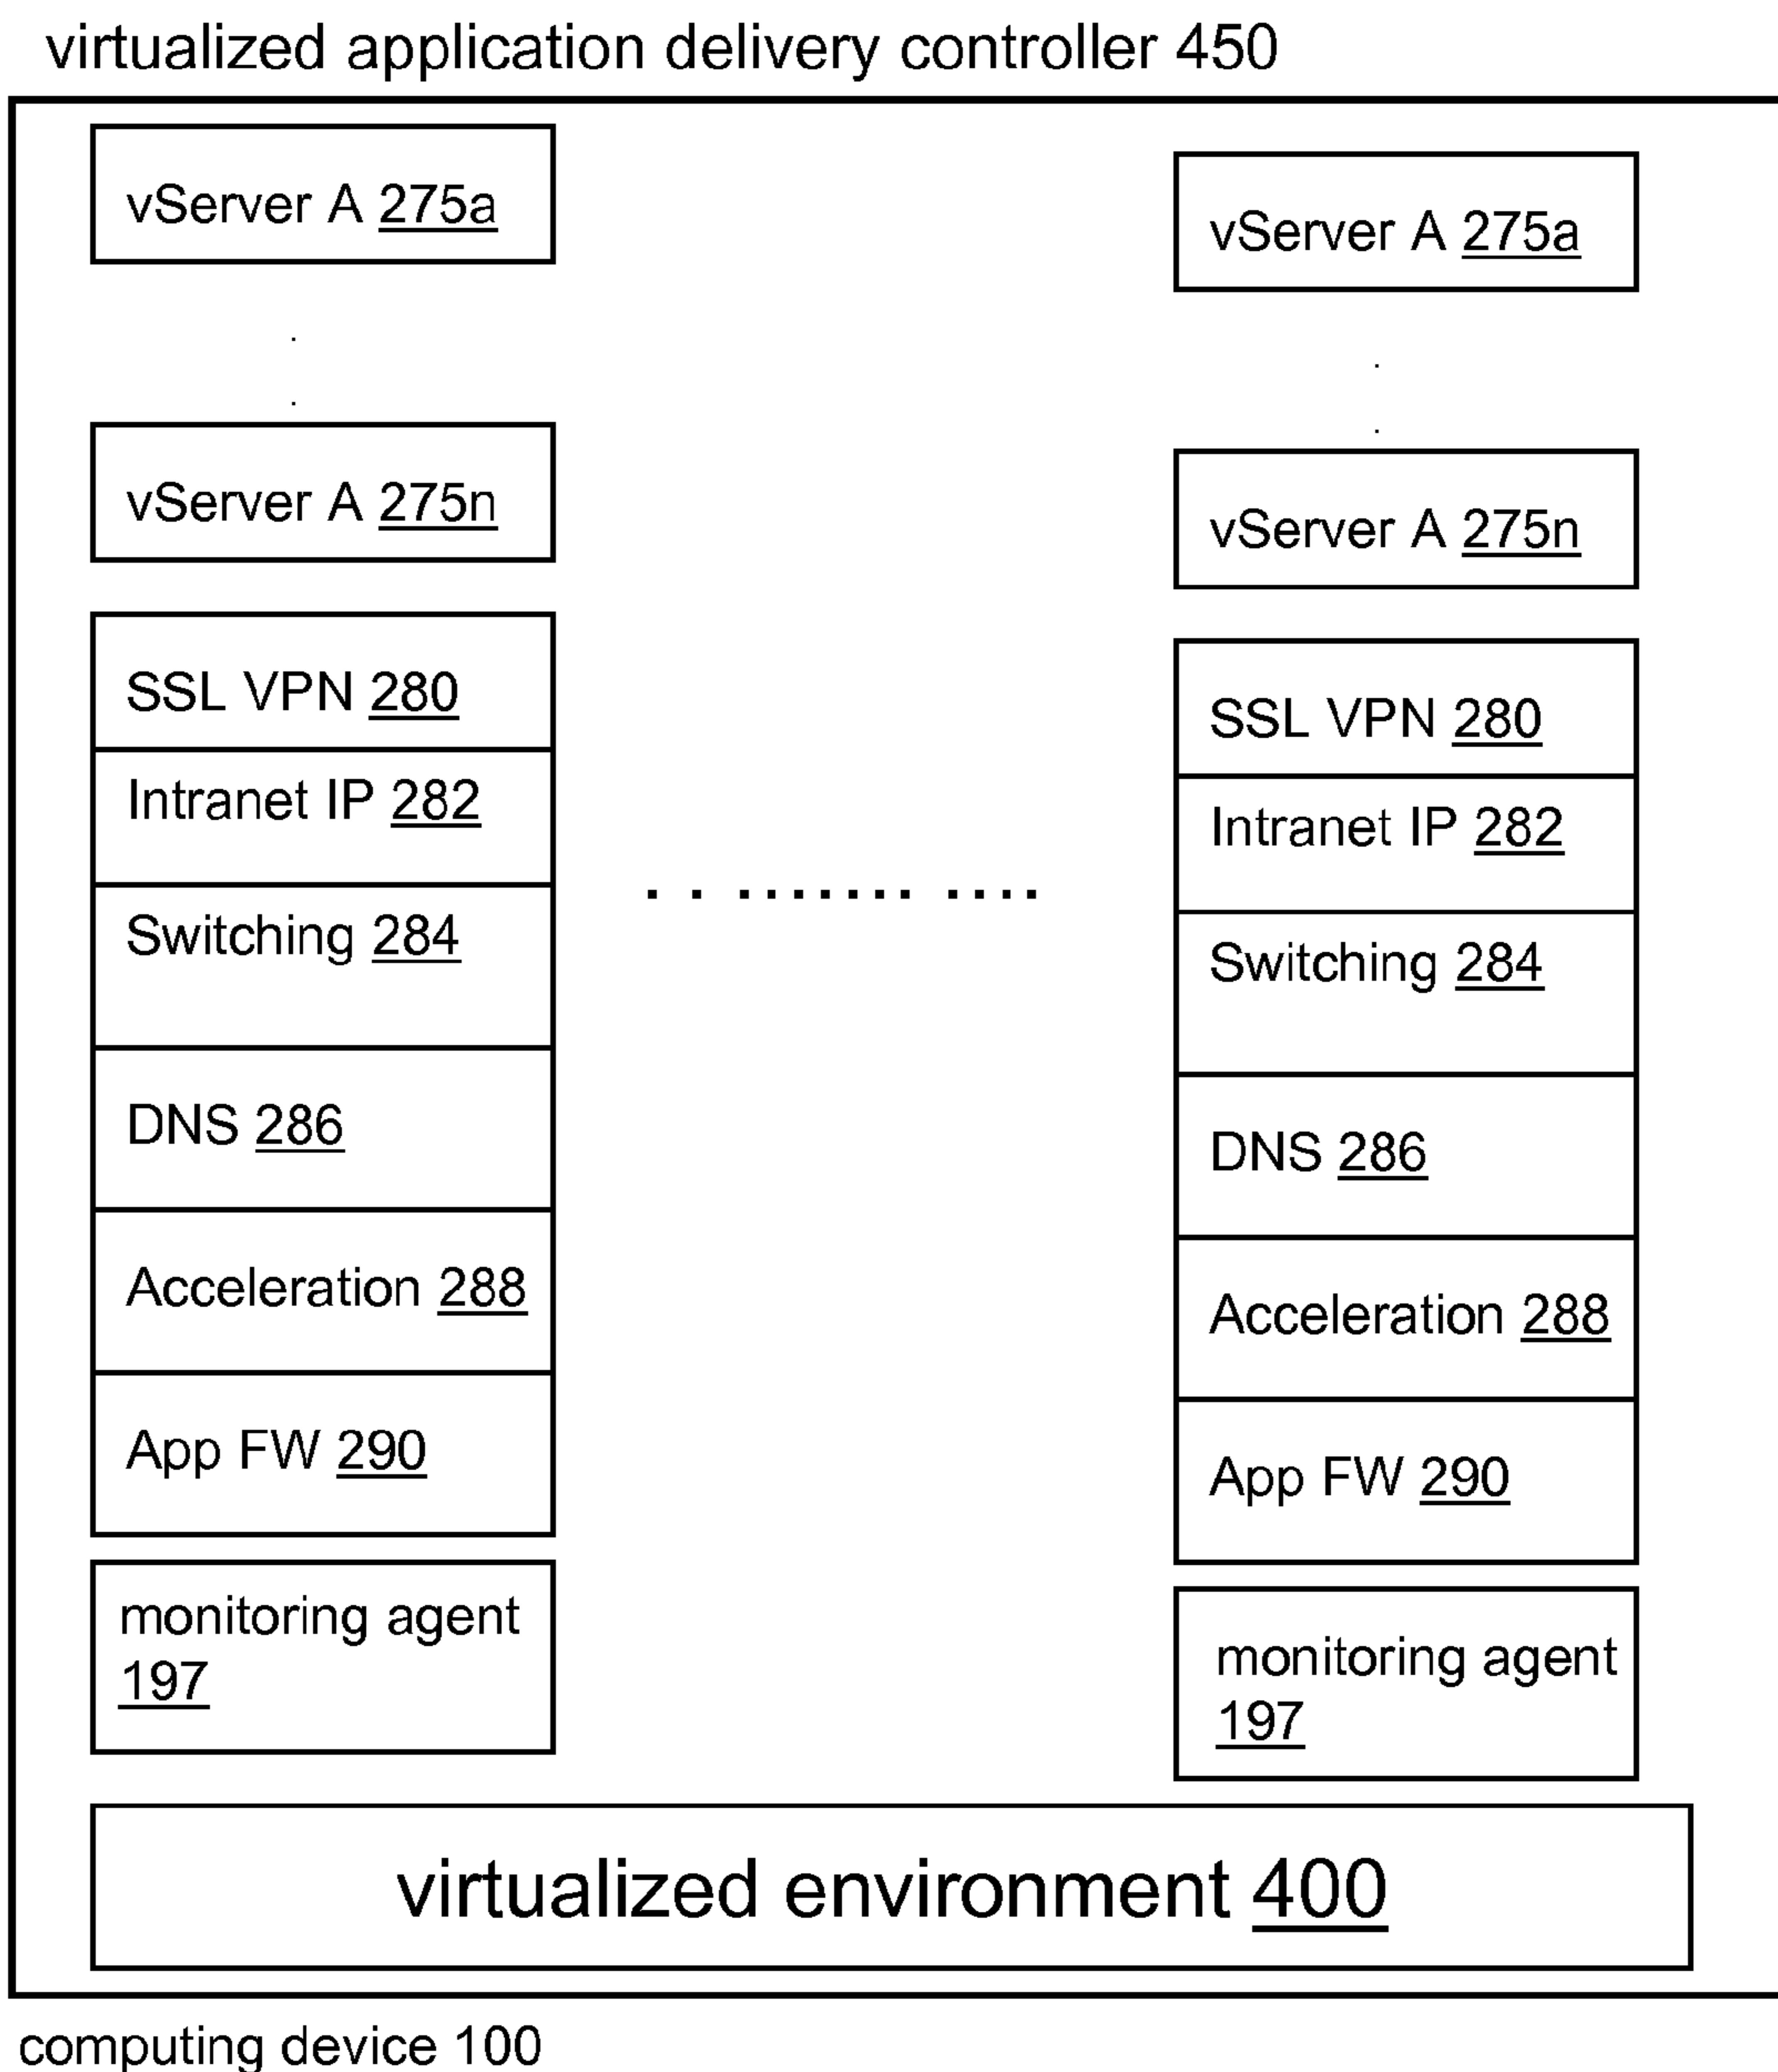 virtualized application delivery controller 450
vServer A 275a
vServer A 275n
SSL VPN 280
Intranet IP 282
Switching 284
DNS 286
Acceleration 288
App FW 290
monitoring agent
197
vServer A 275a
vServer A 275n
SSL VPN 280
Intranet IP 282
Switching 284
DNS 286
Acceleration 288
App FW 290
monitoring agent
197
virtualized environment 400
computing device 100